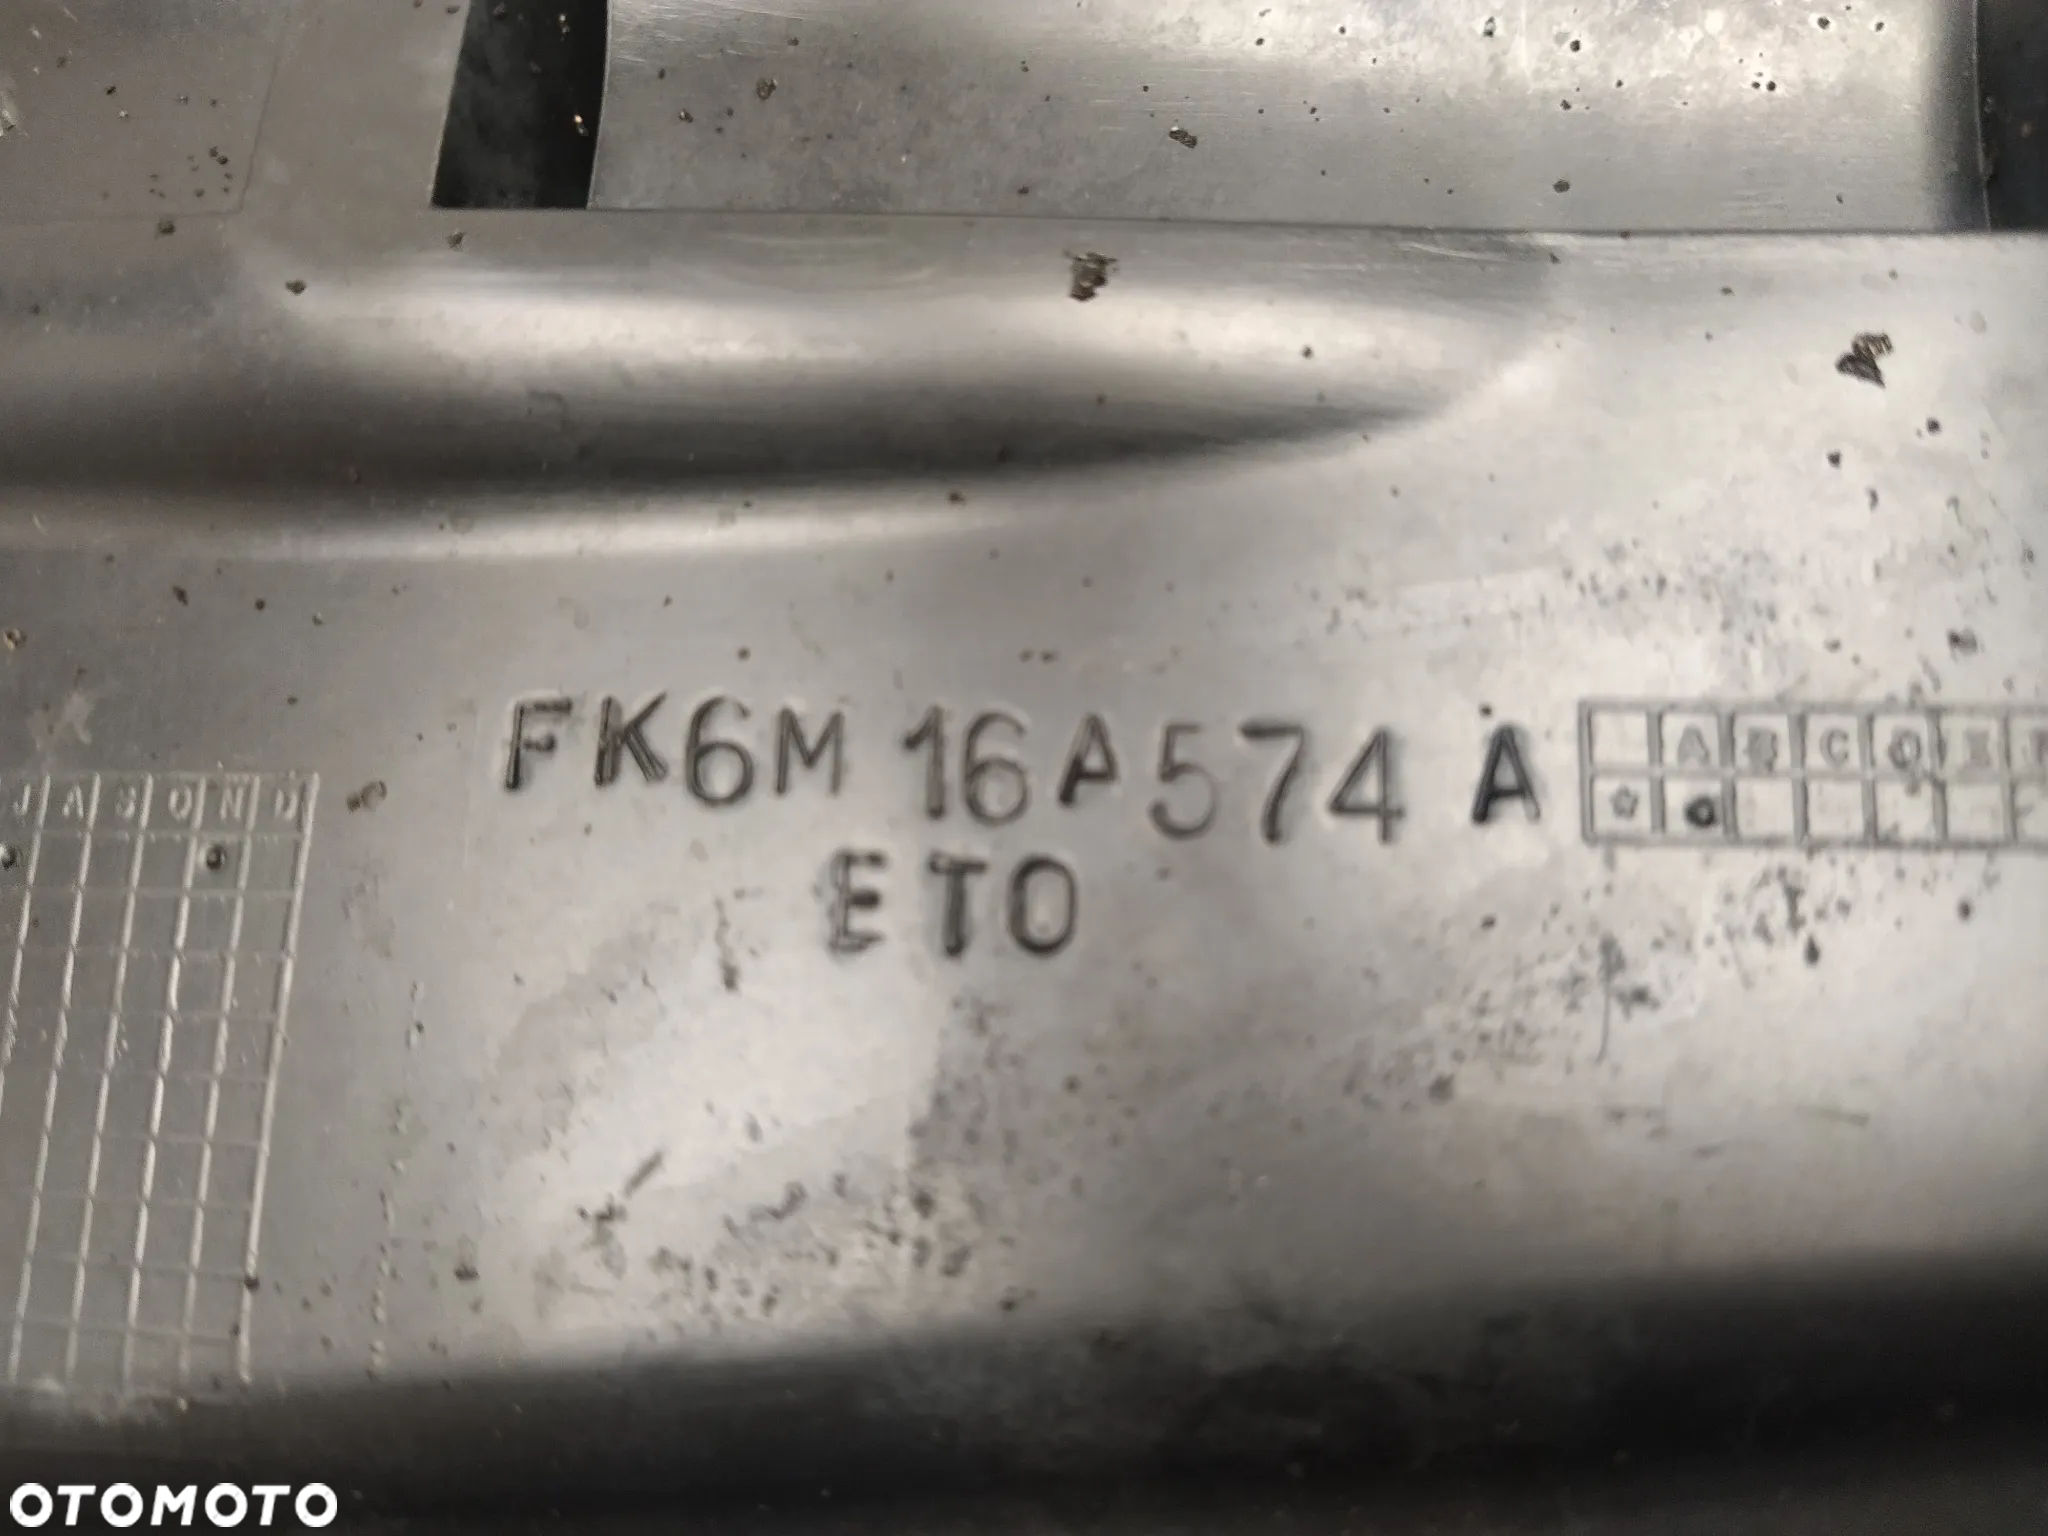 FK6M 16A574 A
A B C D E
J A S O N D
ETO
OTOMOTO